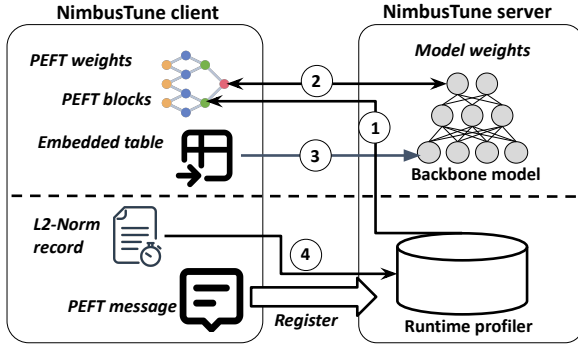 NimbusTune client
NimbusTune server
PEFT weights
Model weights
2
PEFT blocks
1
Embedded table
3
Backbone model
L2-Norm
record
4
PEFT message
Register
Runtime profiler